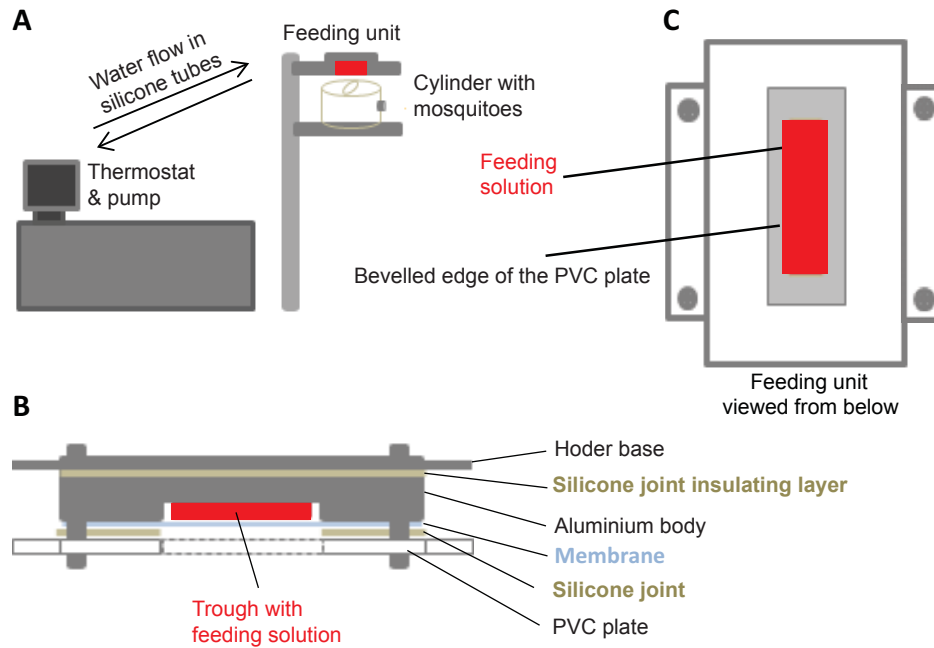 A
Feeding unit
Water flow in
silicone tubes
Cylinder with
mosquitoes
Thermostat
& pump
C
Feeding
solution
Bevelled edge of the PVC plate
Feeding unit
viewed from below
B
Hoder base
Silicone joint insulating layer
Aluminium body
Membrane
Silicone joint
PVC plate
Trough with
feeding solution